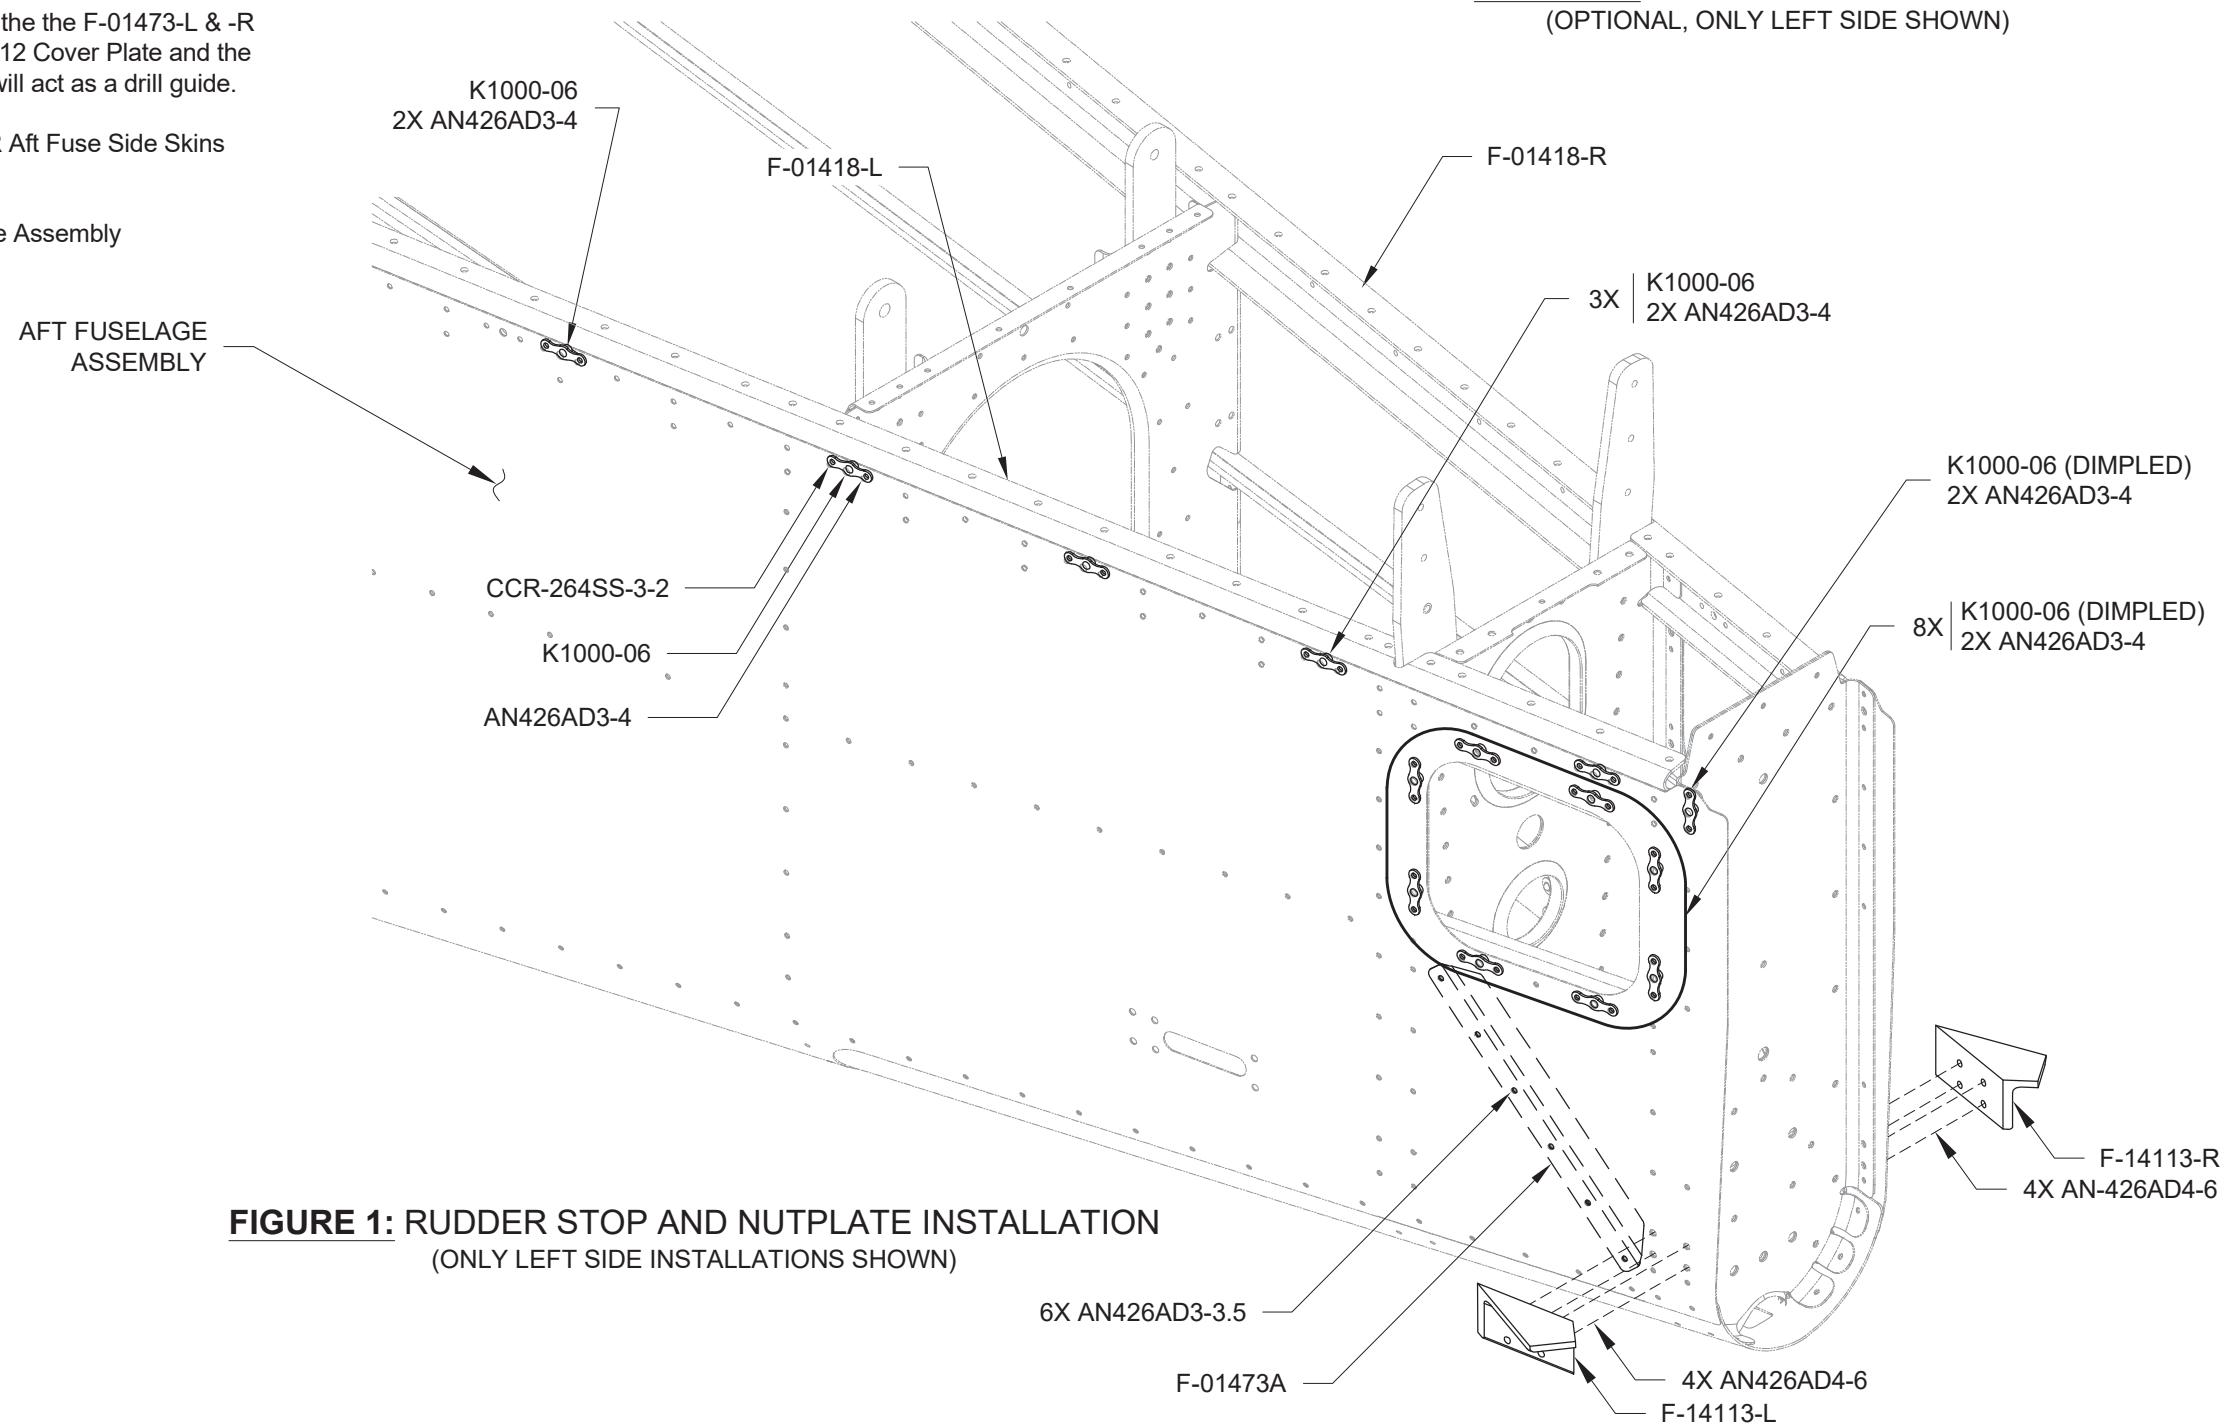 the the F-01473-L & -R
12 Cover Plate and the
will act as a drill guide.
Aft Fuse Side Skins
Assembly
(OPTIONAL, ONLY LEFT SIDE SHOWN)
K1000-06
2X AN426AD3-4
F-01418-L
F-01418-R
3X
K1000-06
2X AN426AD3-4
AFT FUSELAGE
ASSEMBLY
K1000-06 (DIMPLED)
2X AN426AD3-4
8X
K1000-06 (DIMPLED)
2X AN426AD3-4
CCR-264SS-3-2
K1000-06
AN426AD3-4
F-14113-R
4X AN-426AD4-6
FIGURE 1: RUDDER STOP AND NUTPLATE INSTALLATION
(ONLY LEFT SIDE INSTALLATIONS SHOWN)
6X AN426AD3-3.5
F-01473A
4X AN426AD4-6
F-14113-L